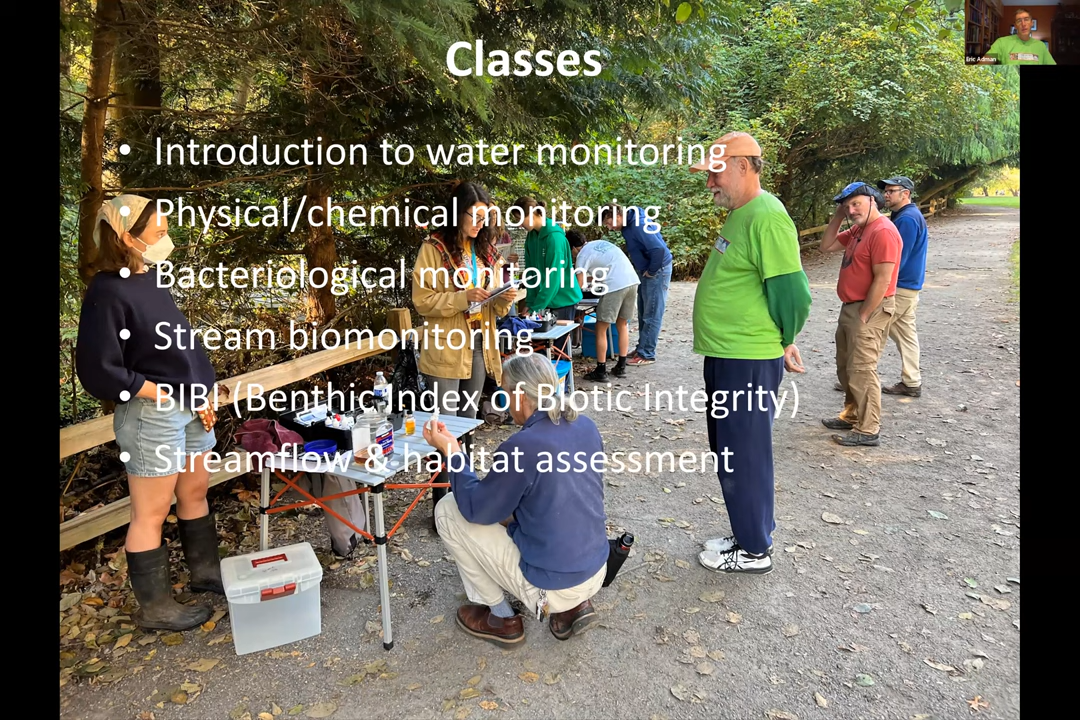 Classes
• Introduction to water monitoring
• Physical/chemical monitoring
• Bacteriological monitoring
• Stream biomonitoring
• BIBI (Benthic Index of Biotic Integrity)
• Streamflow & habitat assessment
Eric Adman